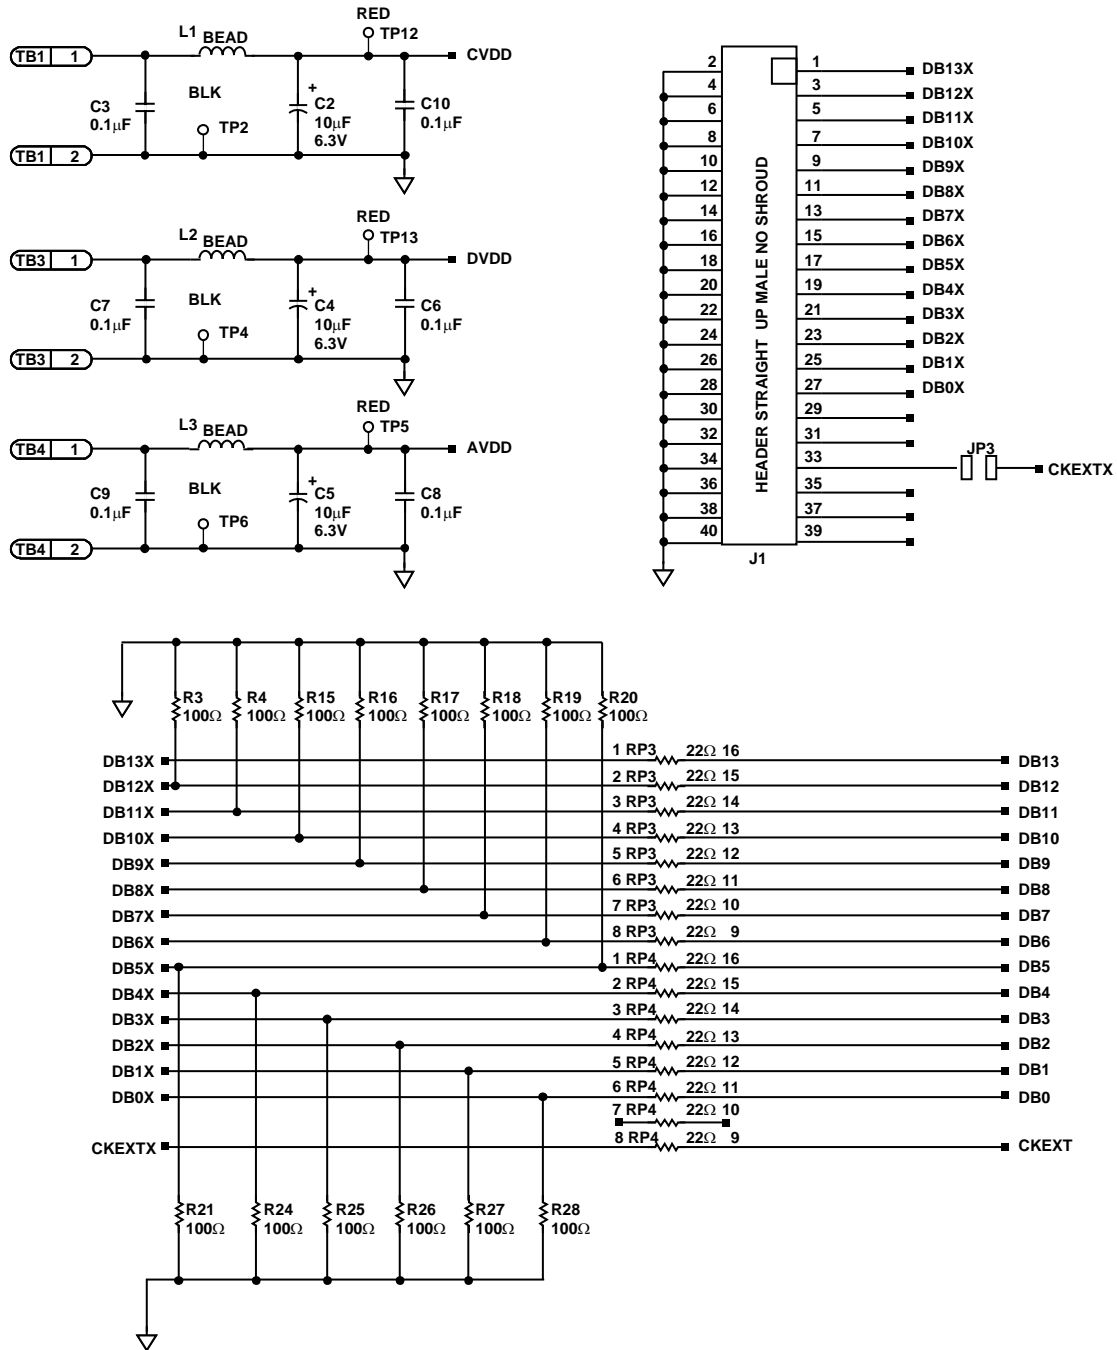 RED
L1 BEAD TP12
TB1 1 CVDD
BLK
C3 0.1µF
TP2
+ C2 10µF 6.3V
C10 0.1µF
TB1 2
RED
L2 BEAD TP13
TB3 1 DVDD
BLK
C7 0.1µF
TP4
+ C4 10µF 6.3V
C6 0.1µF
TB3 2
RED
L3 BEAD TP5
TB4 1 AVDD
BLK
C9 0.1µF
TP6
+ C5 10µF 6.3V
C8 0.1µF
TB4 2
2 1 DB13X
4 3 DB12X
6 5 DB11X
8 7 DB10X
10 9 DB9X
12 11 DB8X
14 13 DB7X
16 15 DB6X
18 17 DB5X
20 19 DB4X
22 21 DB3X
24 23 DB2X
26 25 DB1X
28 27 DB0X
30 29
32 31
34 33 JP3 CKEXTX
36 35
38 37
40 39
HEADER STRAIGHT UP MALE NO SHROUD
J1
R3 R4 R15 R16 R17 R18 R19 R20
100Ω 100Ω 100Ω 100Ω 100Ω 100Ω 100Ω 100Ω
DB13X 1 RP3 22Ω 16 DB13
DB12X 2 RP3 22Ω 15 DB12
DB11X 3 RP3 22Ω 14 DB11
DB10X 4 RP3 22Ω 13 DB10
DB9X 5 RP3 22Ω 12 DB9
DB8X 6 RP3 22Ω 11 DB8
DB7X 7 RP3 22Ω 10 DB7
DB6X 8 RP3 22Ω 9 DB6
DB5X 1 RP4 22Ω 16 DB5
DB4X 2 RP4 22Ω 15 DB4
DB3X 3 RP4 22Ω 14 DB3
DB2X 4 RP4 22Ω 13 DB2
DB1X 5 RP4 22Ω 12 DB1
DB0X 6 RP4 22Ω 11 DB0
7 RP4 22Ω 10
CKEXTX 8 RP4 22Ω 9 CKEXT
R21 R24 R25 R26 R27 R28
100Ω 100Ω 100Ω 100Ω 100Ω 100Ω